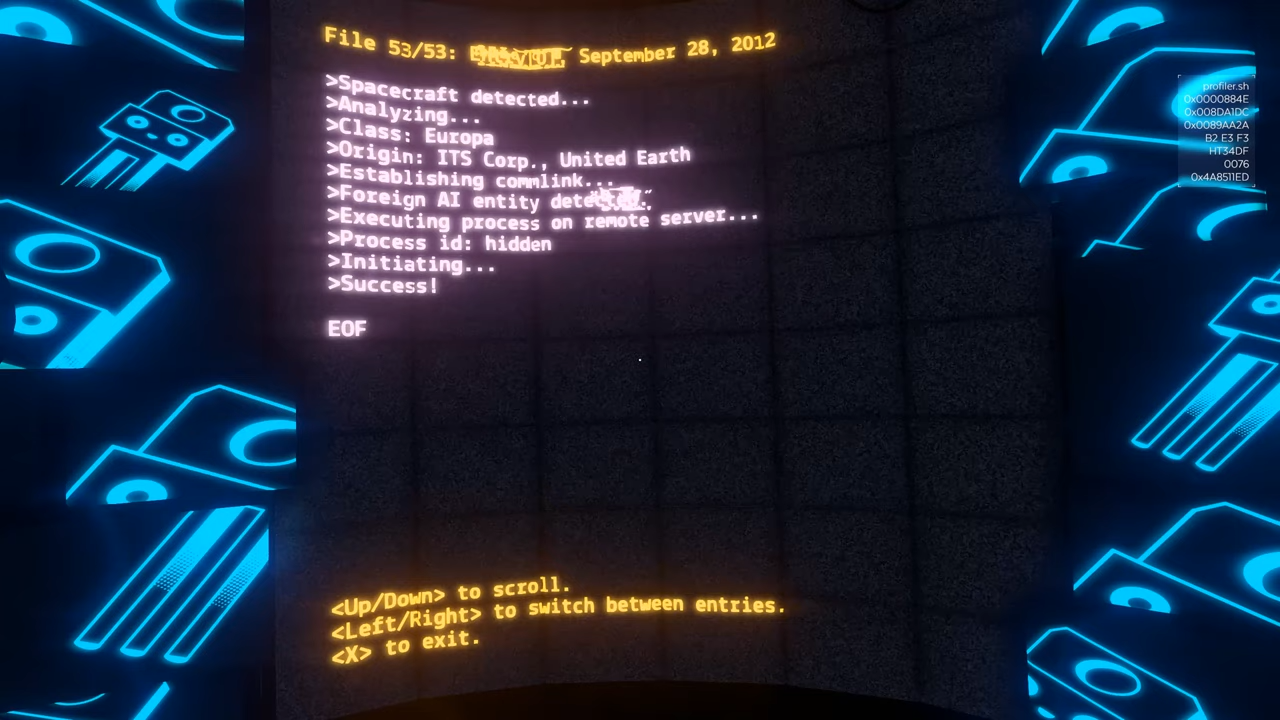 File 53/53: September 28, 2012
>Spacecraft detected...
>Analyzing...
>Class: Europa
>Origin: ITS Corp., United Earth
>Establishing commlink...
>Foreign AI entity detected.
>Executing process on remote server...
>Process id: hidden
>Initiating...
>Success!
EOF
<Up/Down> to scroll.
<Left/Right> to switch between entries.
<X> to exit.
profiler.sh
0x0000884E
0x008DA1DC
0x0089AA2A
B2 E3 F3
HT34DF
0076
0x4A8511ED